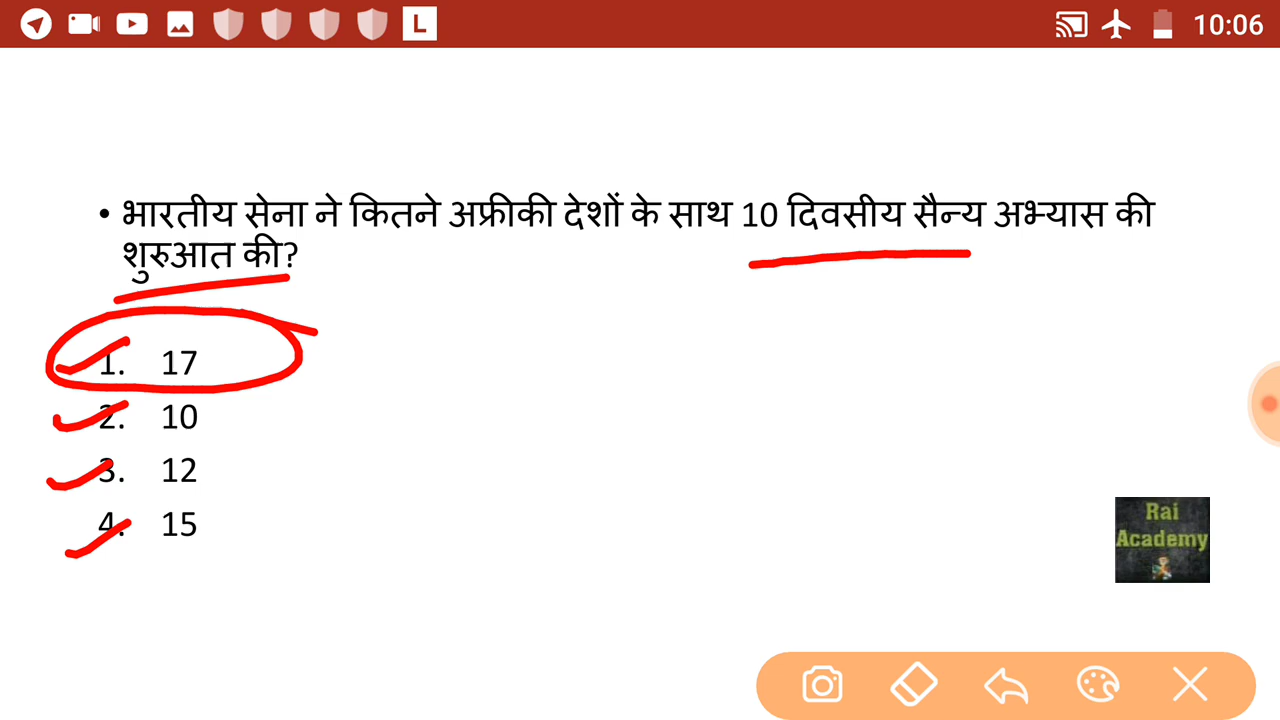 L
10:06
• भारतीय सेना ने कितने अफ्रीकी देशों के साथ 10 दिवसीय सैन्य अभ्यास की
शुरुआत की?
1. 17
2. 10
3. 12
4. 15
Rai
Academy